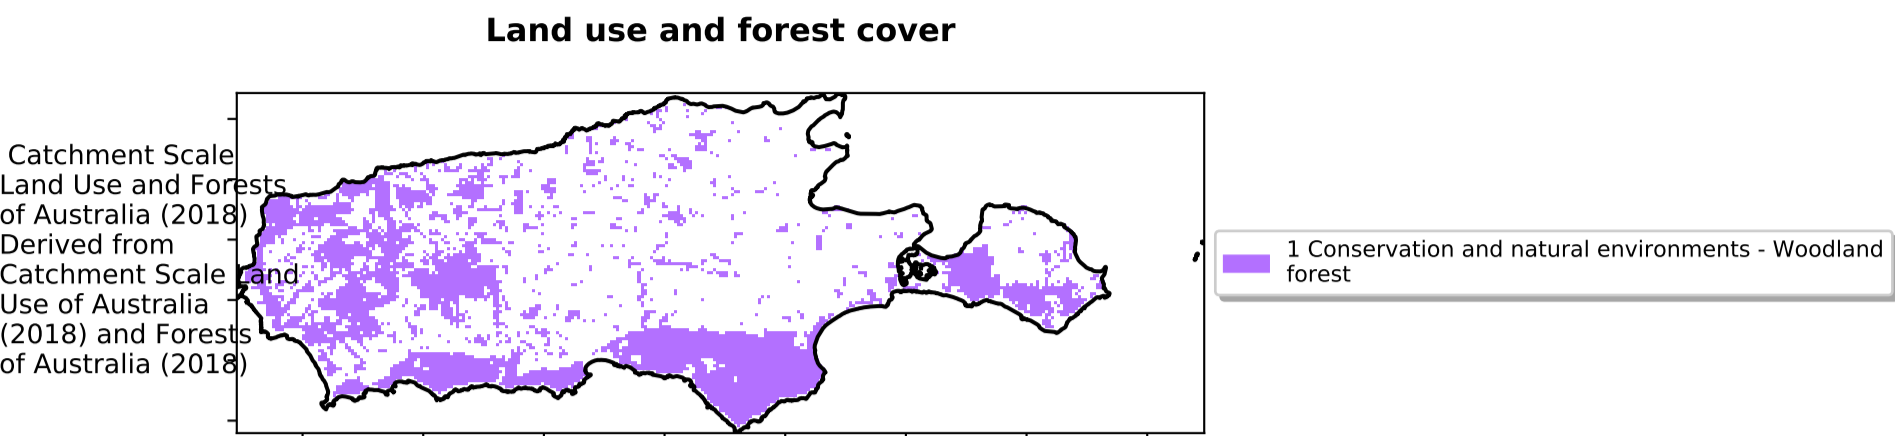 Land use and forest cover
Catchment Scale
Land Use and Forests
of Australia (2018)
Derived from
Catchment Scale Land
Use of Australia
(2018) and Forests
of Australia (2018)
1 Conservation and natural environments - Woodland
forest